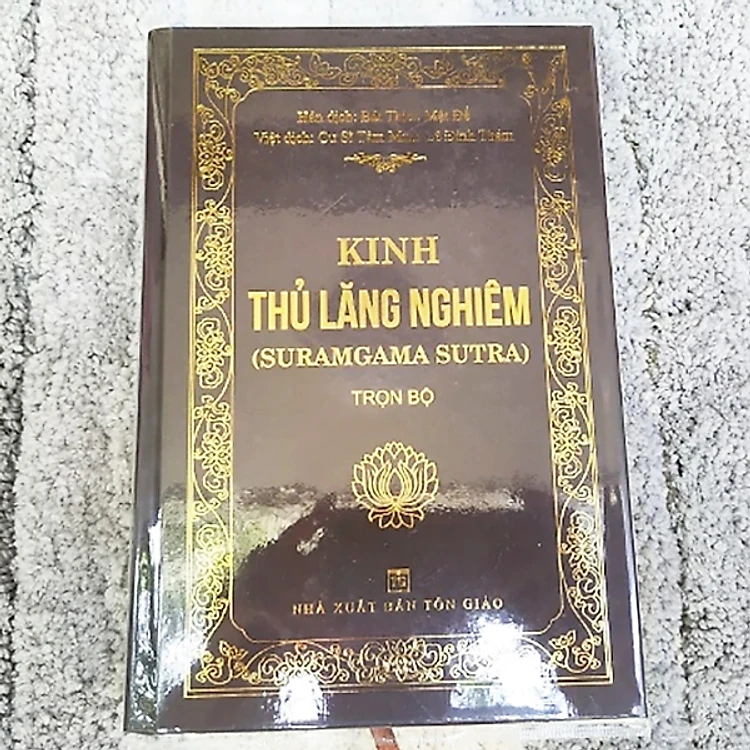 Hán dịch: Bát Thích Mật Đế
Việt dịch: Cư Sĩ Tâm Minh Lê Đình Thám
KINH
THỦ LĂNG NGHIÊM
(SURAMGAMA SUTRA)
TRỌN BỘ
NHÀ XUẤT BẢN TÔN GIÁO